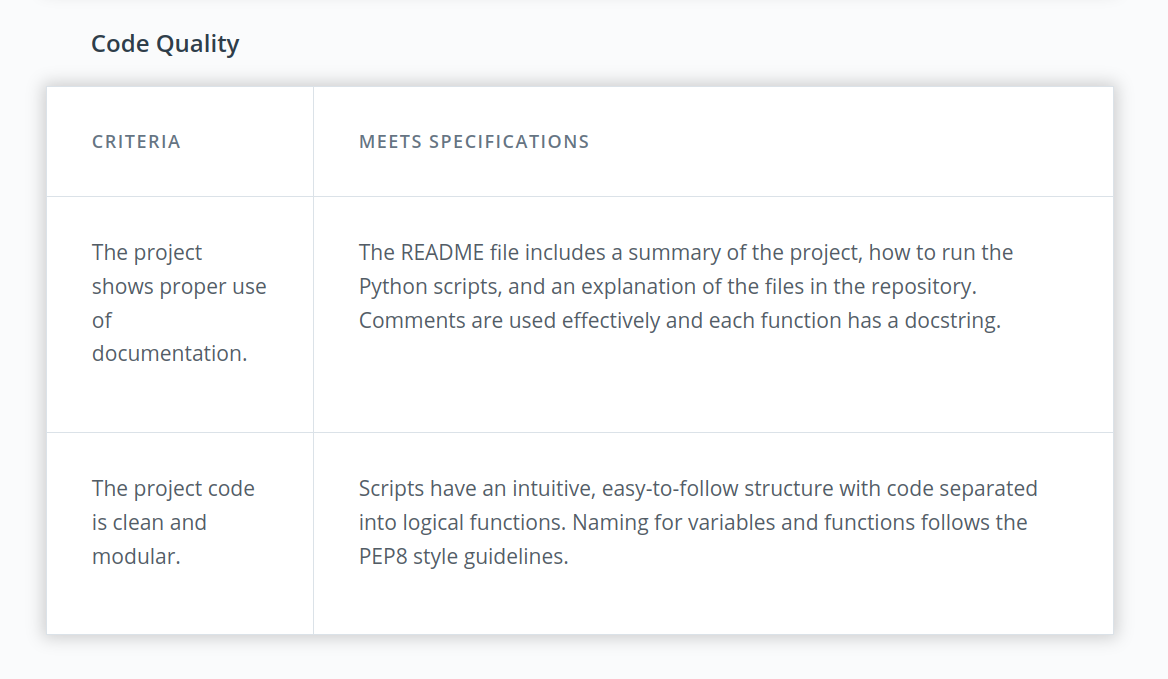 Code Quality
CRITERIA
MEETS SPECIFICATIONS
The project
shows proper use
of
documentation.
The README file includes a summary of the project, how to run the
Python scripts, and an explanation of the files in the repository.
Comments are used effectively and each function has a docstring.
The project code
is clean and
modular.
Scripts have an intuitive, easy-to-follow structure with code separated
into logical functions. Naming for variables and functions follows the
PEP8 style guidelines.